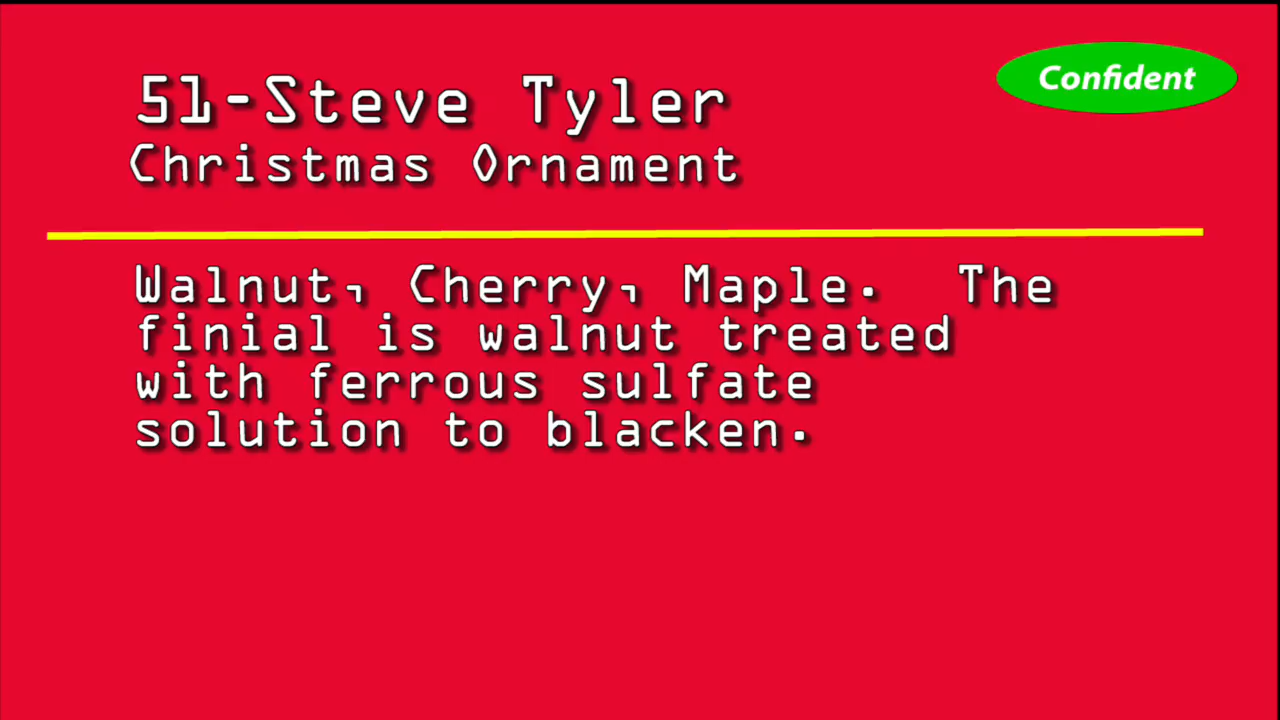 51-Steve Tyler
Confident
Christmas Ornament
Walnut, Cherry, Maple.  The
finial is walnut treated
with ferrous sulfate
solution to blacken.